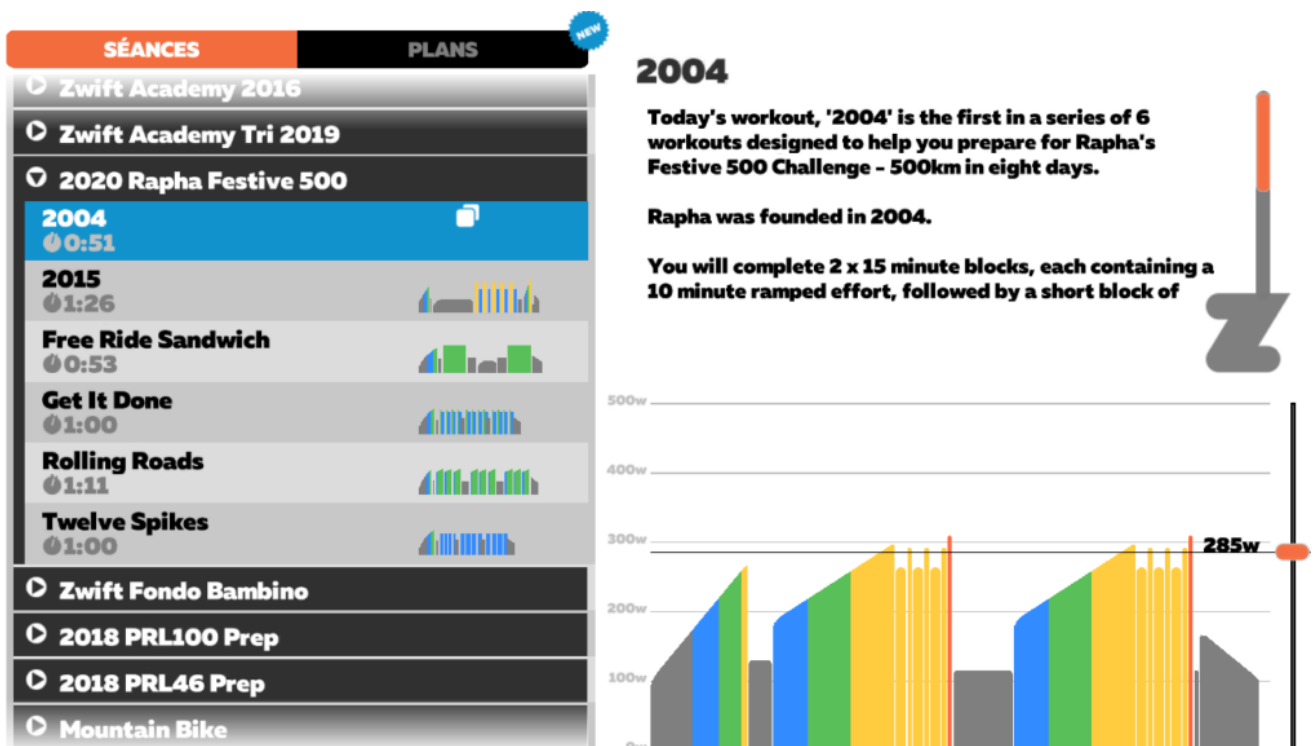 SÉANCES
PLANS
NEW
Zwift Academy 2016
Zwift Academy Tri 2019
2020 Rapha Festive 500
2004
0:51
2015
1:26
Free Ride Sandwich
0:53
Get It Done
1:00
Rolling Roads
1:11
Twelve Spikes
1:00
Zwift Fondo Bambino
2018 PRL100 Prep
2018 PRL46 Prep
Mountain Bike
2004
Today's workout, '2004' is the first in a series of 6
workouts designed to help you prepare for Rapha's
Festive 500 Challenge – 500km in eight days.
Rapha was founded in 2004.
You will complete 2 x 15 minute blocks, each containing a
10 minute ramped effort, followed by a short block of
500w
400w
300w
285w
200w
100w
0w